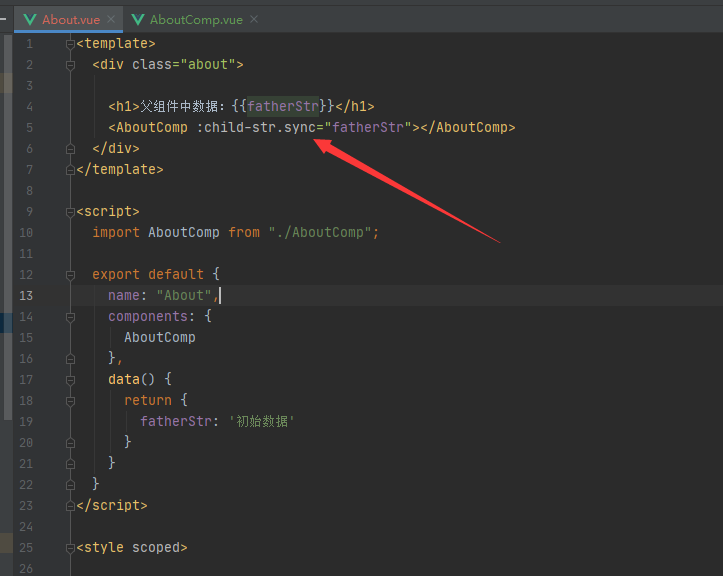 About.vue
AboutComp.vue
1 <template>
2 <div class="about">
3
4 <h1>父组件中数据: {{fatherStr}}</h1>
5 <AboutComp :child-str.sync="fatherStr"></AboutComp>
6 </div>
7 </template>
8
9 <script>
10 import AboutComp from "./AboutComp";
11
12 export default {
13 name: "About",
14 components: {
15 AboutComp
16 },
17 data() {
18 return {
19 fatherStr: '初始数据'
20 }
21 }
22 }
23 </script>
24
25 <style scoped>
26